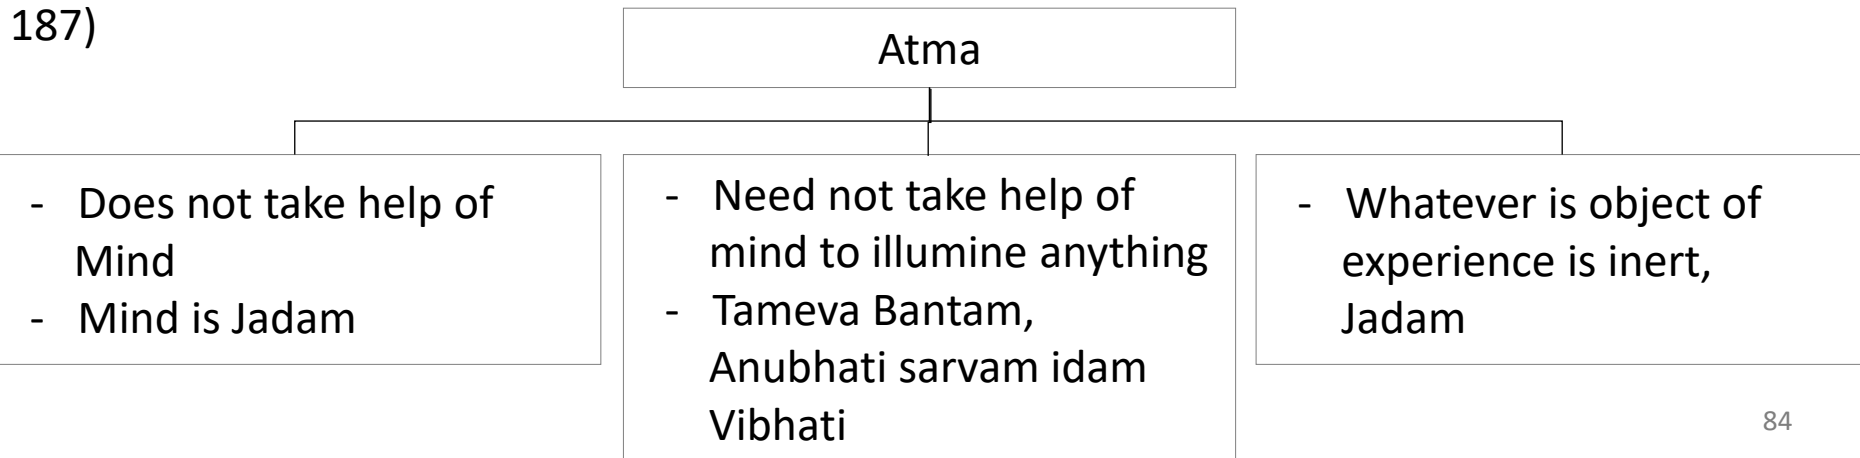 187)
Atma
- Does not take help of
Mind
- Mind is Jadam
- Need not take help of
mind to illumine anything
- Tameva Bantam,
Anubhati sarvam idam
Vibhati
- Whatever is object of
experience is inert,
Jadam
84